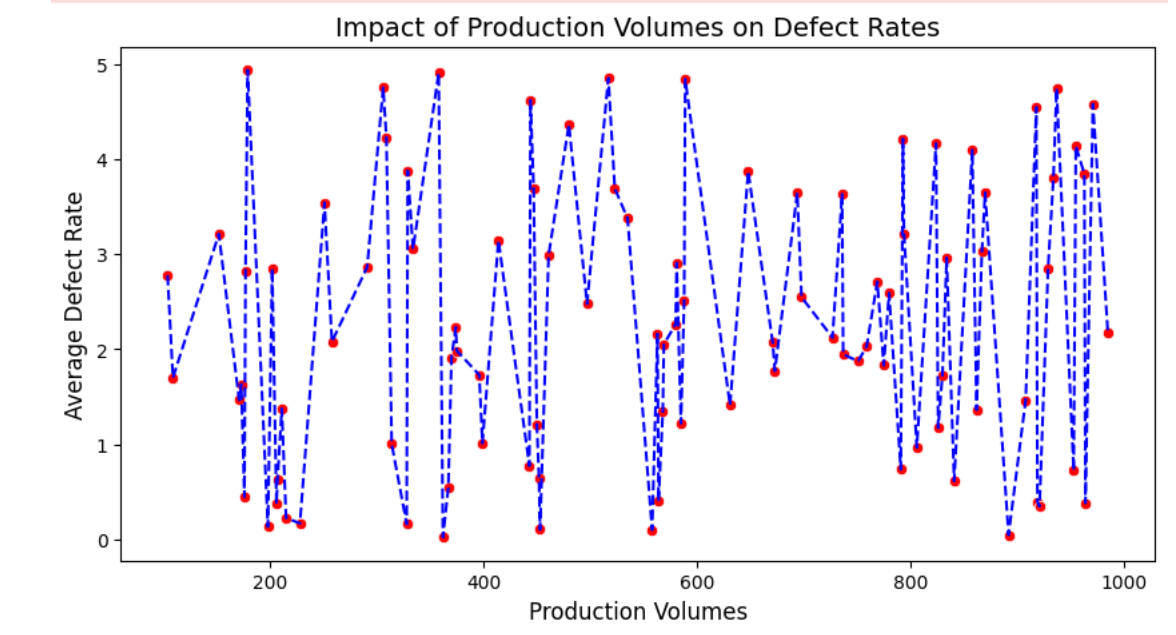 Impact of Production Volumes on Defect Rates
5
4
3
2
1
0
Average Defect Rate
200 400 600 800 1000
Production Volumes